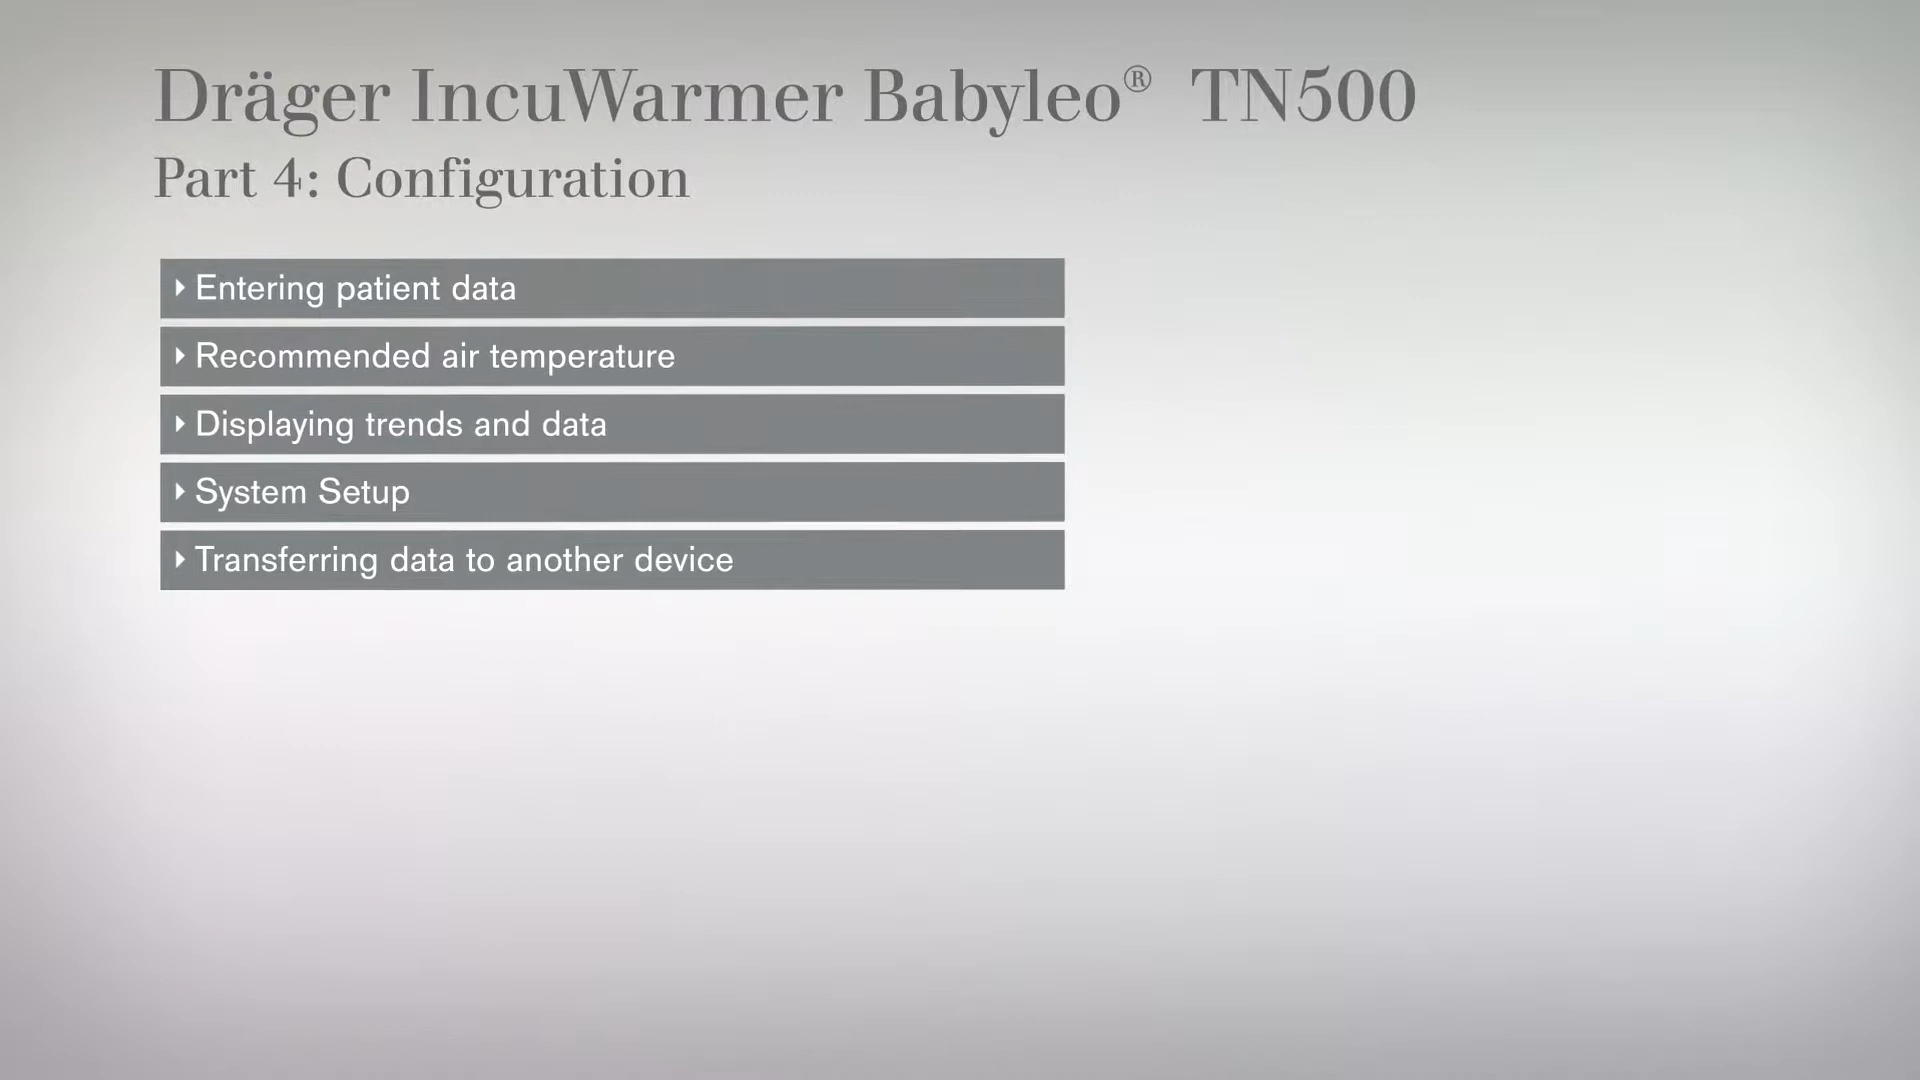 Dräger IncuWarmer Babyleo® TN500
Part 4: Configuration
Entering patient data
Recommended air temperature
Displaying trends and data
System Setup
Transferring data to another device